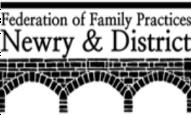 Federation of Family Practices
Newry & District